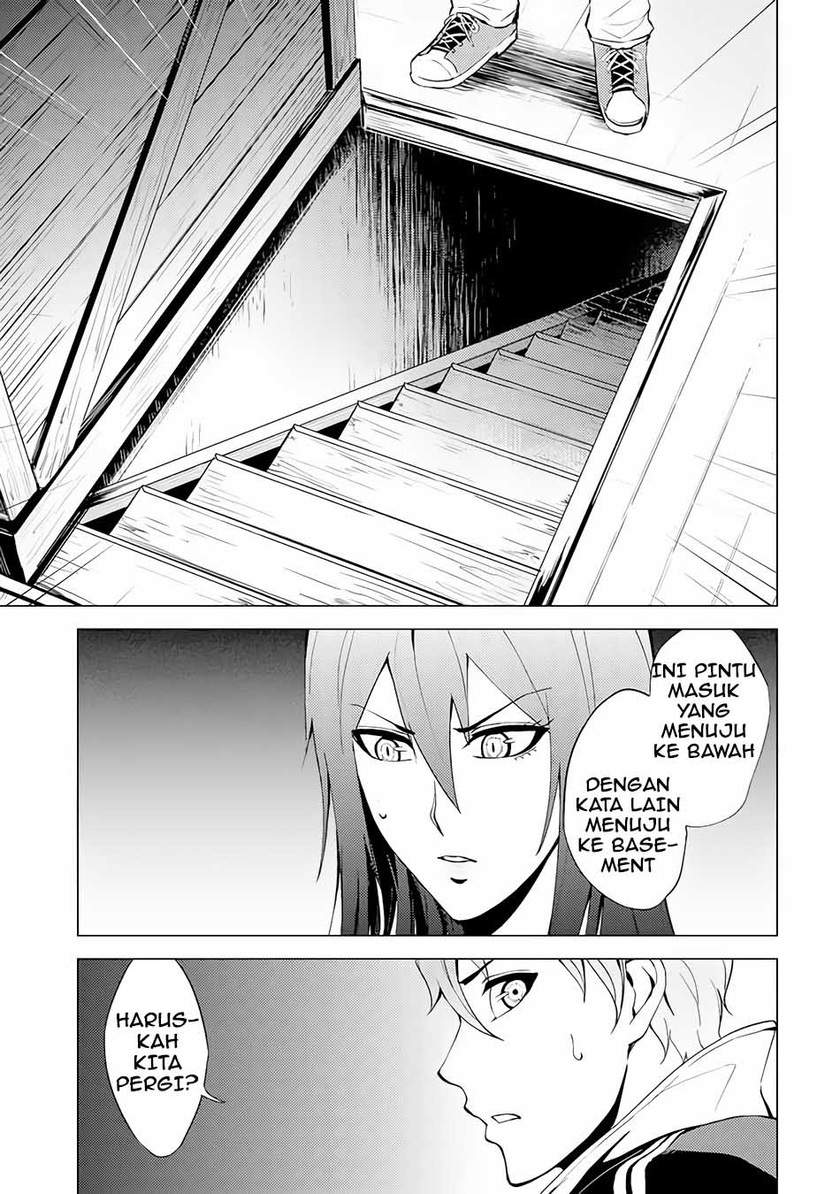 INI PINTU
MASUK
YANG
MENUJU
KE BAWAH
DENGAN
KATA LAIN
MENUJU
KE BASE-
MENT
HARUS-
KAH
KITA
PERGI?